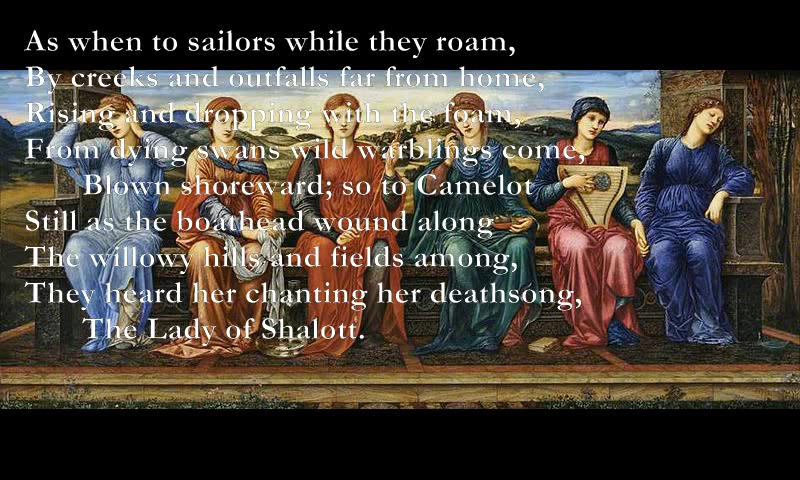 As when to sailors while they roam,
By creeks and outfalls far from home,
Rising and dropping with the foam,
From dying swans wild warblings come,
Blown shoreward; so to Camelot
Still as the boathead wound along
The willowy hills and fields among,
They heard her chanting her deathsong,
The Lady of Shalott.